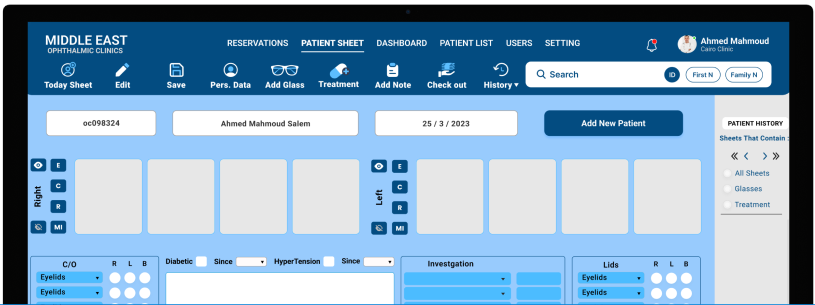 MIDDLE EAST
OPHTHALMIC CLINICS
RESERVATIONS PATIENT SHEET DASHBOARD PATIENT LIST USERS SETTING
Ahmed Mahmoud
Cairo Clinic
Today Sheet Edit Save Pers. Data Add Glass Treatment Add Note Check out History
Search ID First N Family N
oc098324 Ahmed Mahmoud Salem 25 / 3 / 2023 Add New Patient
PATIENT HISTORY
Sheets That Contain :
All Sheets
Glasses
Treatment
Right
E
C
R
MI
Left
E
C
R
MI
C/O R L B
Eyelids
Eyelids
Diabetic Since HyperTension Since
Investgation
Lids R L B
Eyelids
Eyelids